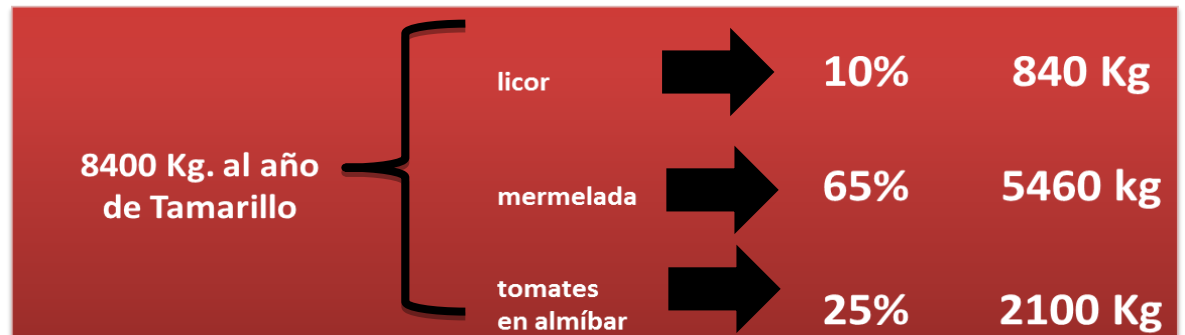 8400 Kg. al año
de Tamarillo
licor 10% 840 Kg
mermelada 65% 5460 kg
tomates
en almíbar 25% 2100 Kg